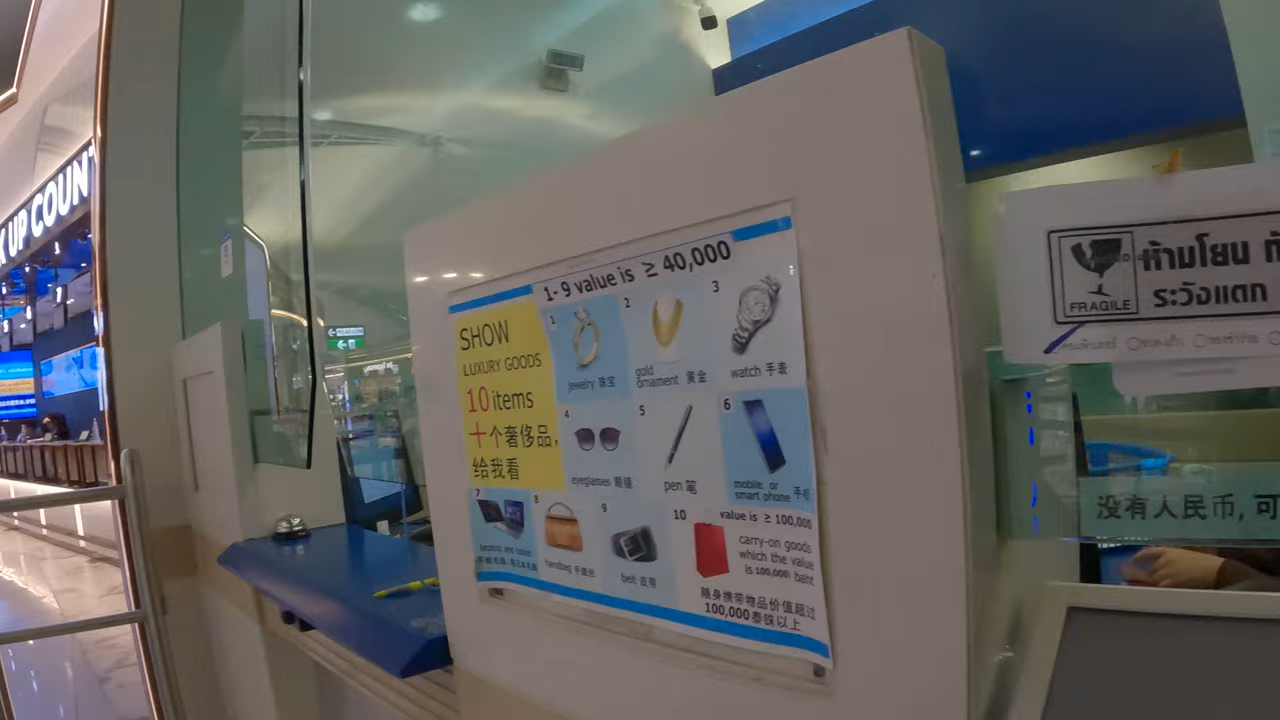 K UP COUN
1-9 value is ≥ 40,000
SHOW
LUXURY GOODS
10 items
十个奢侈品,
给我看
1
jewelry 珠宝
2
gold
ornament 黄金
3
watch 手表
4
eyeglasses 眼镜
5
pen 笔
6
mobile or
smart phone 手机
7
8
handbag 手提包
9
belt 皮带
10
value is ≥ 100,000
carry-on goods
which the value
is 100,000 baht
随身携带物品价值超过
100,000 泰铢以上
FRAGILE
ห้ามโยน
ระวังแตก
没有人民币, 可